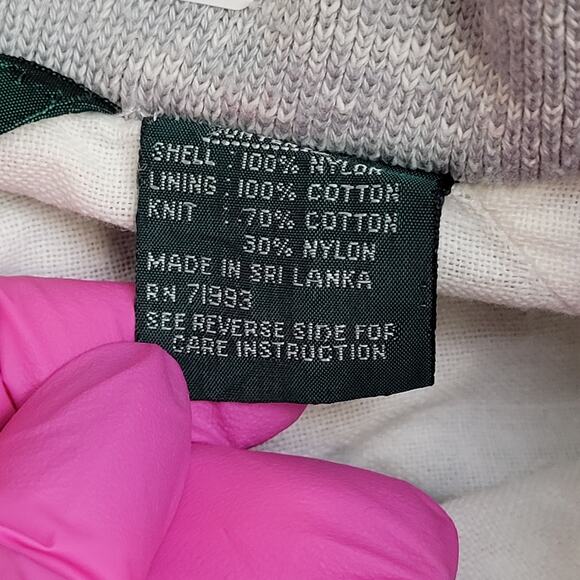 SHELL : 100% NYLON
LINING : 100% COTTON
KNIT : 70% COTTON
30% NYLON
MADE IN SRI LANKA
RN 71993
SEE REVERSE SIDE FOR
CARE INSTRUCTION